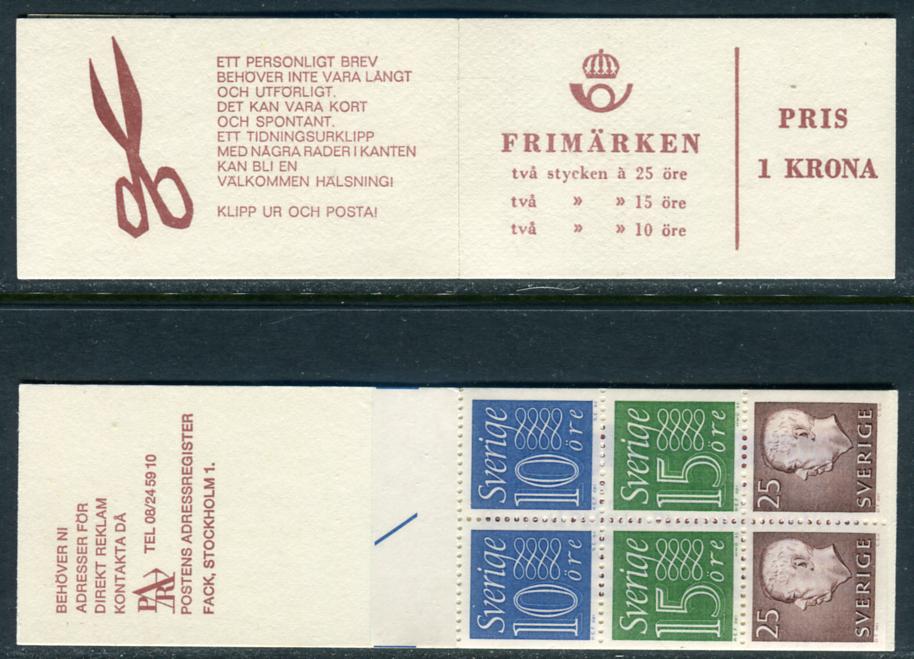 ETT PERSONLIGT BREV
BEHÖVER INTE VARA LÅNGT
OCH UTFÖRLIGT.
DET KAN VARA KORT
OCH SPONTANT.
ETT TIDNINGSURKLIPP
MED NÅGRA RADER I KANTEN
KAN BLI EN
VÄLKOMMEN HÄLSNING!
KLIPP UR OCH POSTA!
FRIMÄRKEN
två stycken à 25 öre
två » » 15 öre
två » » 10 öre
PRIS
1 KRONA
BEHÖVER NI
ADRESSER FÖR
DIREKT REKLAM
KONTAKTA DÅ
PAR TEL 08/24 59 10
POSTENS ADRESSREGISTER
FACK, STOCKHOLM 1.
Sverige
10 öre
Sverige
15 öre
25
SVERIGE
Sverige
10 öre
Sverige
15 öre
25
SVERIGE